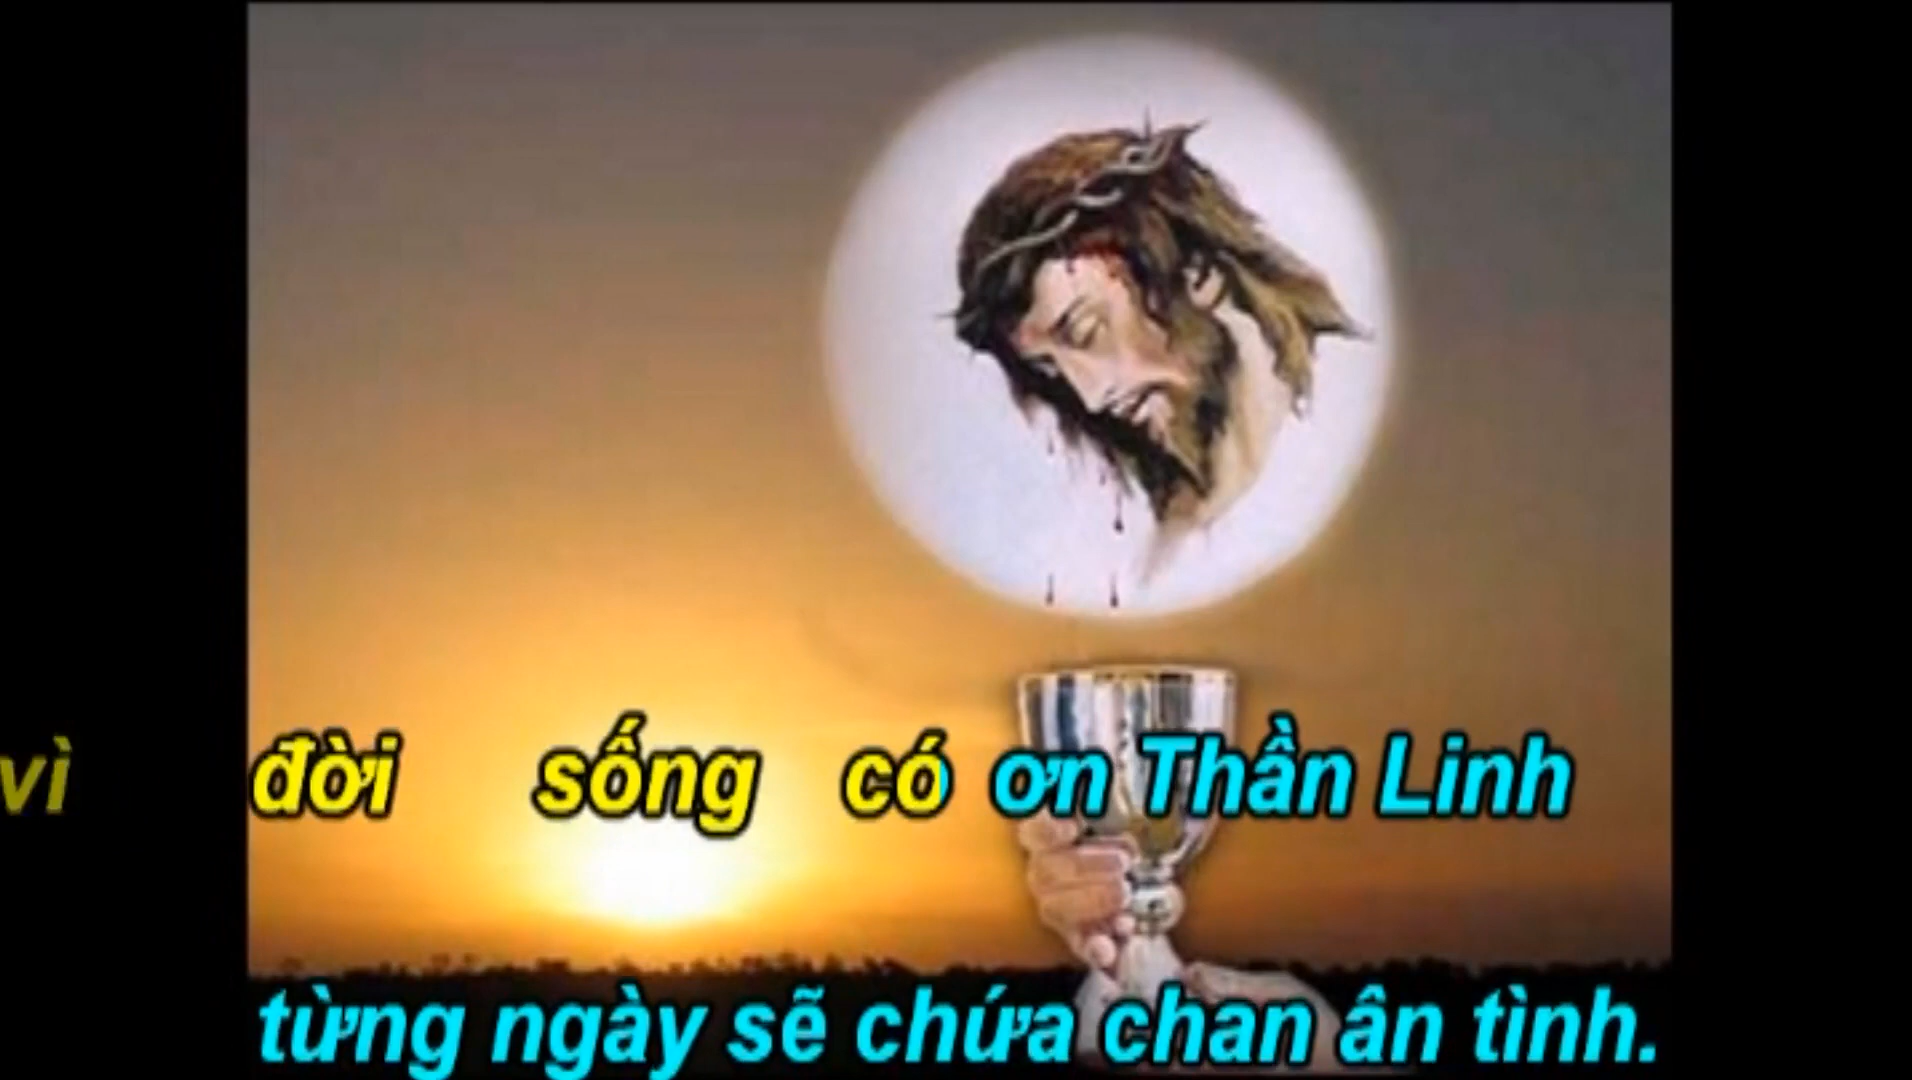 vì đời sống có ơn Thần Linh
từng ngày sẽ chứa chan ân tình.